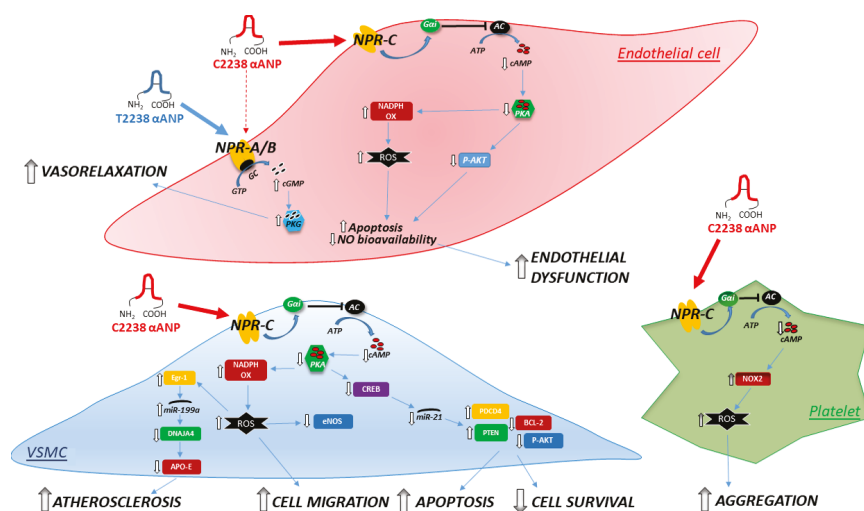 NH₂ COOH
C2238 αANP
NPR-C
Gαi
AC
ATP
cAMP
Endothelial cell
NH₂ COOH
T2238 αANP
NADPH
OX
PKA
NPR-A/B
GC
GTP
cGMP
ROS
P-AKT
VASORELAXATION
PKG
Apoptosis
NO bioavailability
ENDOTHELIAL
DYSFUNCTION
NH₂ COOH
C2238 αANP
NPR-C
Gαi
AC
ATP
cAMP
PKA
NADPH
OX
Egr-1
CREB
miR-199a
miR-21
ROS
eNOS
PDCD4
BCL-2
DNAJA4
PTEN
P-AKT
VSMC
APO-E
ATHEROSCLEROSIS
CELL MIGRATION
APOPTOSIS
CELL SURVIVAL
NH₂ COOH
C2238 αANP
Gαi
AC
NPR-C
ATP
cAMP
NOX2
ROS
Platelet
AGGREGATION